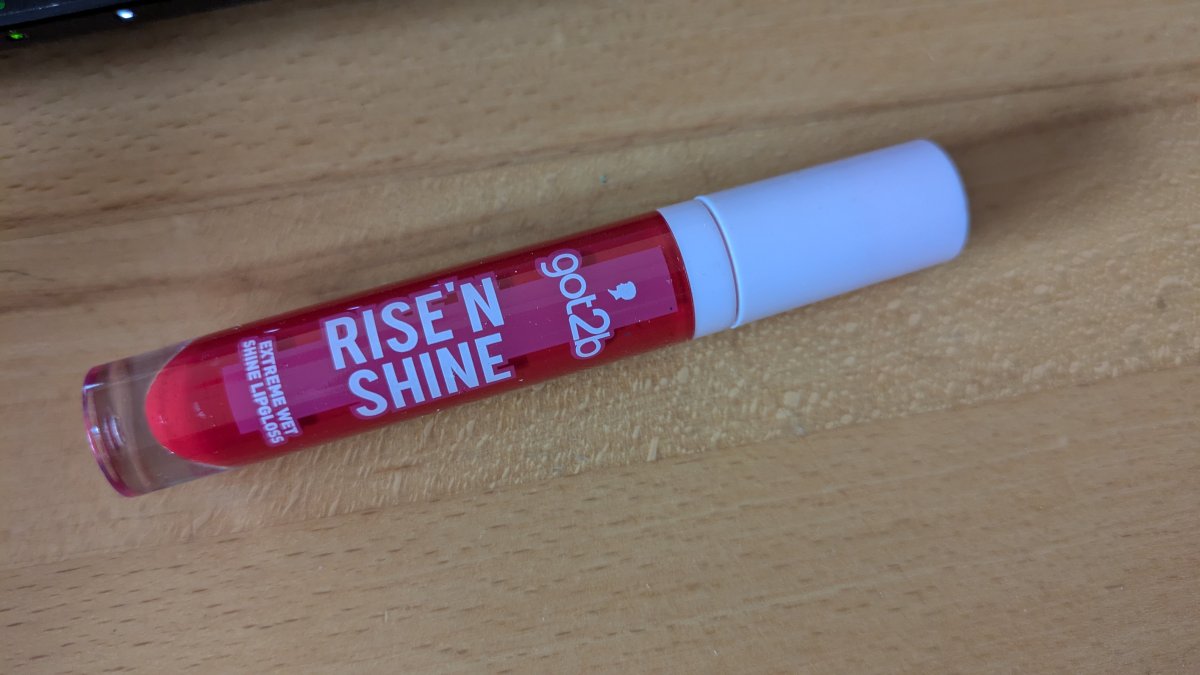 got2b
RISE'N
SHINE
EXTREME WET
SHINE LIPGLOSS